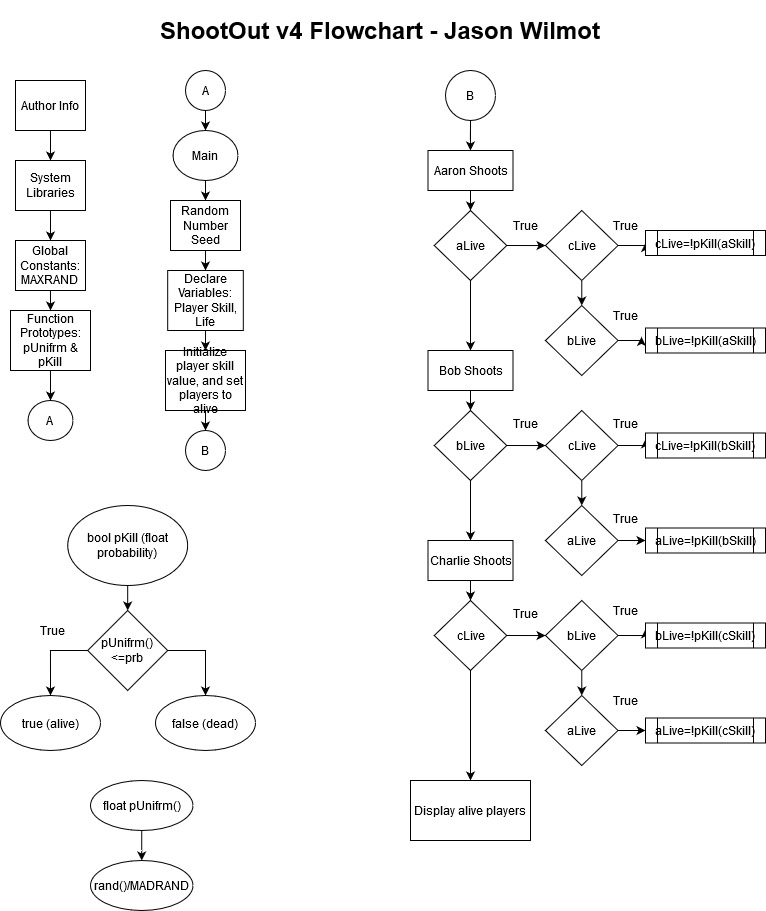 ShootOut v4 Flowchart - Jason Wilmot
Author Info
System
Libraries
Global
Constants:
MAXRAND
Function
Prototypes:
pUnifrm &
pKill
A
A
Main
Random
Number
Seed
Declare
Variables:
Player Skill,
Life
Initialize
player skill
value, and set
players to
alive
B
bool pKill (float
probability)
pUnifrm()
<=prb
True
true (alive)
false (dead)
float pUnifrm()
rand()/MADRAND
B
Aaron Shoots
aLive
True
cLive
True
cLive=!pKill(aSkill)
bLive
True
bLive=!pKill(aSkill)
Bob Shoots
bLive
True
cLive
True
cLive=!pKill(bSkill)
aLive
True
aLive=!pKill(bSkill)
Charlie Shoots
cLive
True
bLive
True
bLive=!pKill(cSkill)
aLive
True
aLive=!pKill(cSkill)
Display alive players